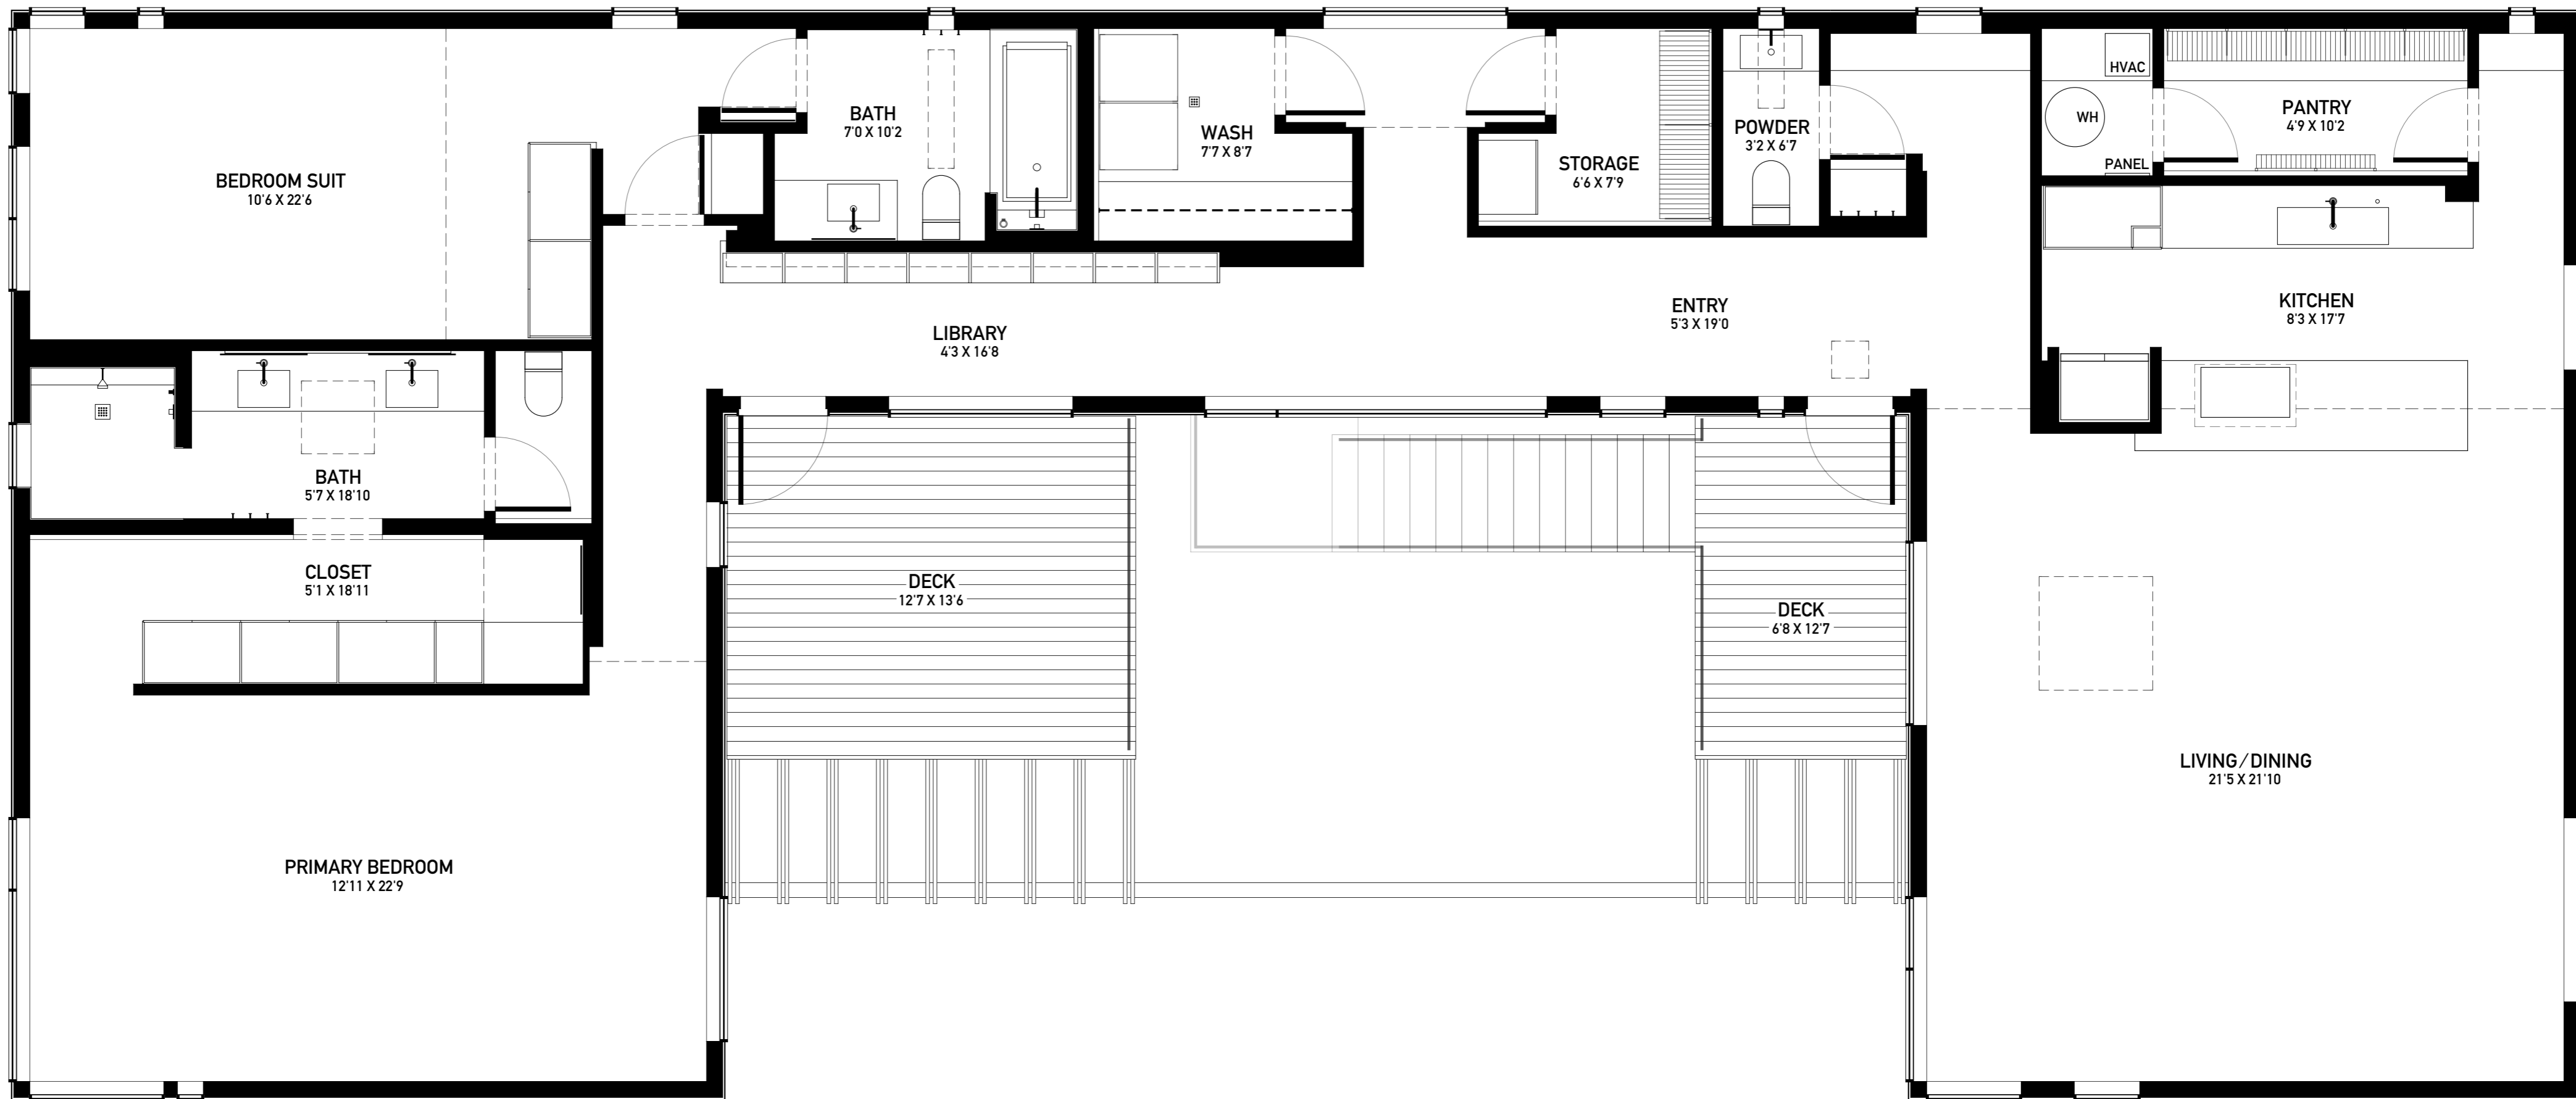 BEDROOM SUIT
10'6 X 22'6
BATH
7'0 X 10'2
WASH
7'7 X 8'7
STORAGE
6'6 X 7'9
POWDER
3'2 X 6'7
HVAC
WH
PANEL
PANTRY
4'9 X 10'2
KITCHEN
8'3 X 17'7
ENTRY
5'3 X 19'0
LIBRARY
4'3 X 16'8
BATH
5'7 X 18'10
CLOSET
5'1 X 18'11
DECK
12'7 X 13'6
DECK
6'8 X 12'7
LIVING/DINING
21'5 X 21'10
PRIMARY BEDROOM
12'11 X 22'9